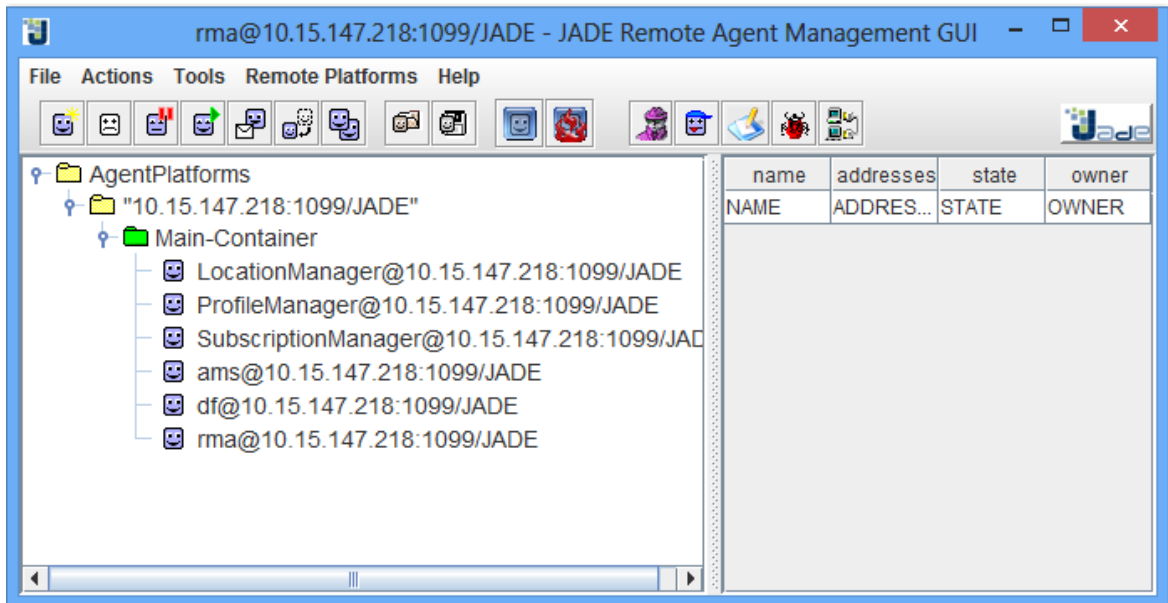 rma@10.15.147.218:1099/JADE - JADE Remote Agent Management GUI
File Actions Tools Remote Platforms Help
Jade
AgentPlatforms
"10.15.147.218:1099/JADE"
Main-Container
LocationManager@10.15.147.218:1099/JADE
ProfileManager@10.15.147.218:1099/JADE
SubscriptionManager@10.15.147.218:1099/JAD
ams@10.15.147.218:1099/JADE
df@10.15.147.218:1099/JADE
rma@10.15.147.218:1099/JADE
name addresses state owner
NAME ADDRES... STATE OWNER